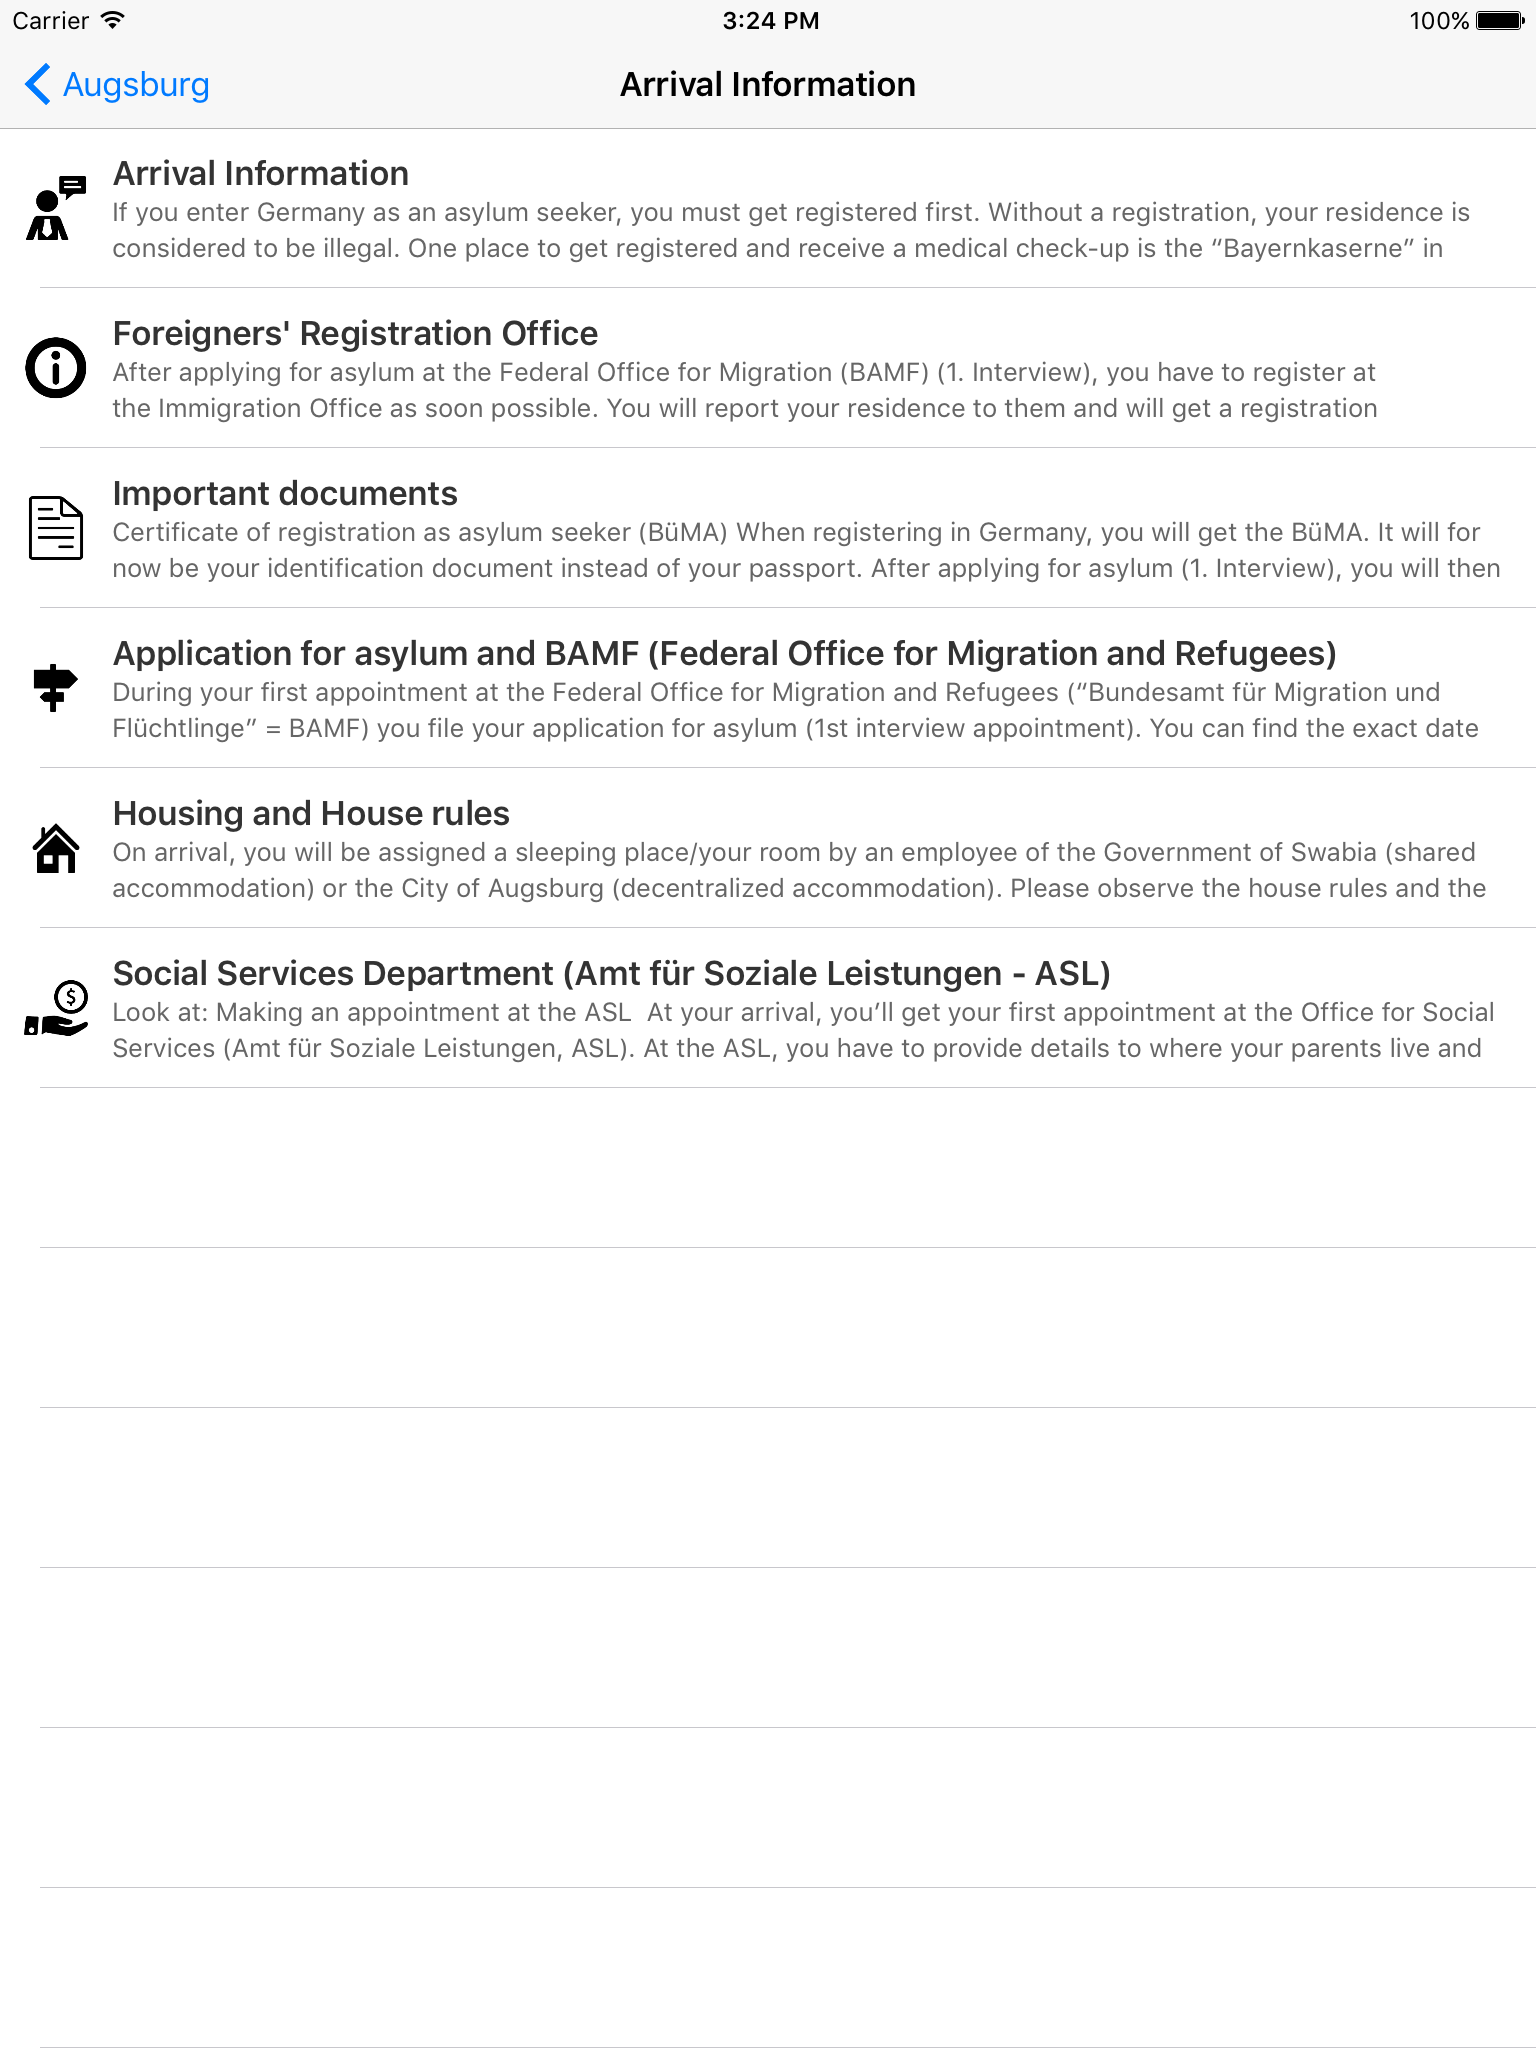 Carrier
3:24 PM
100%
Augsburg
Arrival Information
Arrival Information
If you enter Germany as an asylum seeker, you must get registered first. Without a registration, your residence is
considered to be illegal. One place to get registered and receive a medical check-up is the “Bayernkaserne” in
Foreigners' Registration Office
After applying for asylum at the Federal Office for Migration (BAMF) (1. Interview), you have to register at
the Immigration Office as soon possible. You will report your residence to them and will get a registration
Important documents
Certificate of registration as asylum seeker (BüMA) When registering in Germany, you will get the BüMA. It will for
now be your identification document instead of your passport. After applying for asylum (1. Interview), you will then
Application for asylum and BAMF (Federal Office for Migration and Refugees)
During your first appointment at the Federal Office for Migration and Refugees (“Bundesamt für Migration und
Flüchtlinge” = BAMF) you file your application for asylum (1st interview appointment). You can find the exact date
Housing and House rules
On arrival, you will be assigned a sleeping place/your room by an employee of the Government of Swabia (shared
accommodation) or the City of Augsburg (decentralized accommodation). Please observe the house rules and the
Social Services Department (Amt für Soziale Leistungen - ASL)
Look at: Making an appointment at the ASL  At your arrival, you’ll get your first appointment at the Office for Social
Services (Amt für Soziale Leistungen, ASL). At the ASL, you have to provide details to where your parents live and